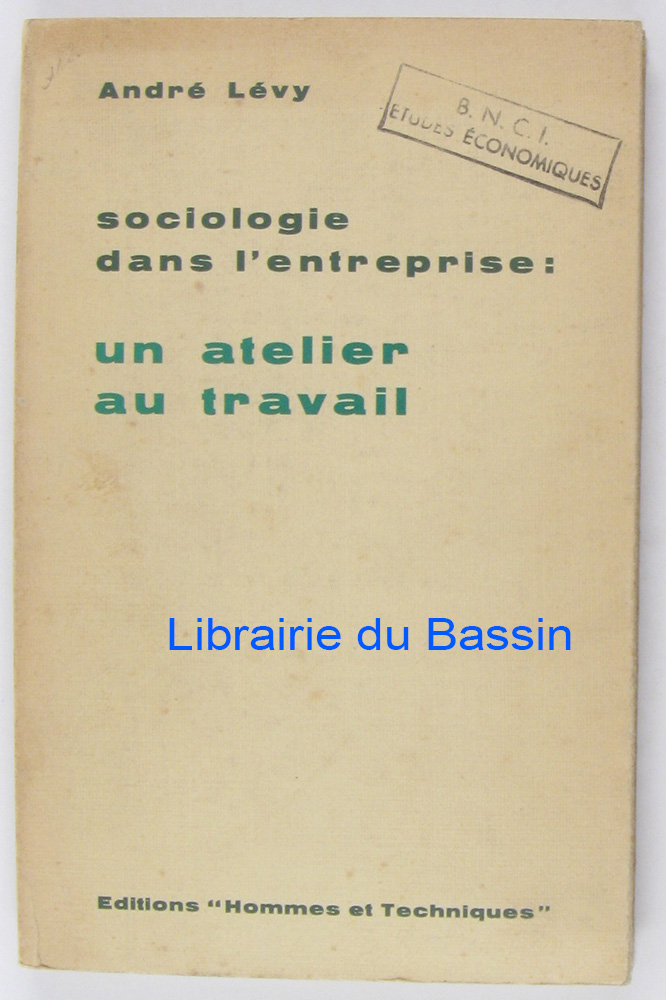 André Lévy
B. N. C. I.
ETUDES ÉCONOMIQUES
sociologie
dans l'entreprise:
un atelier
au travail
Librairie du Bassin
Editions "Hommes et Techniques"